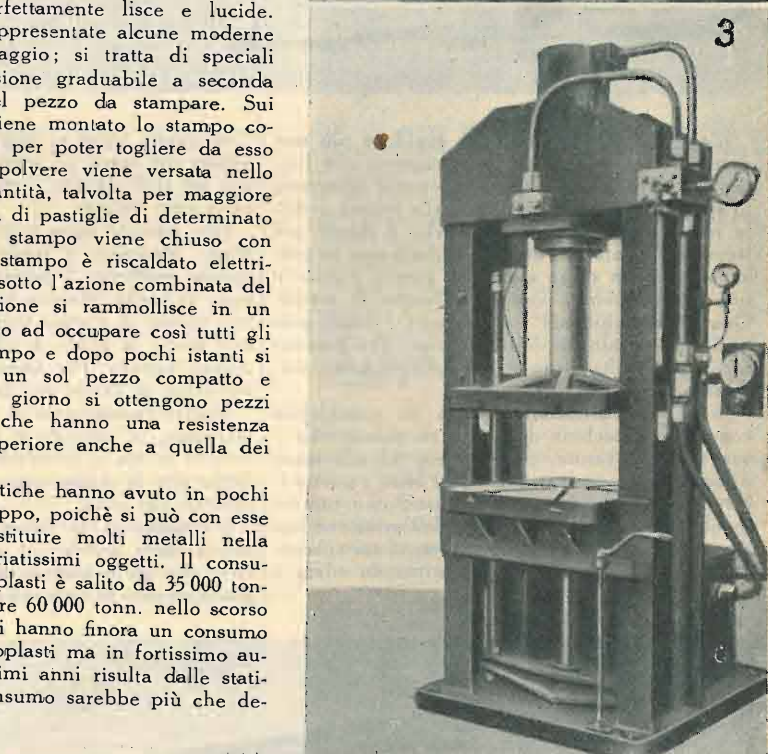 rfettamente lisce e lucide.
ppresentate alcune moderne
aggio; si tratta di speciali
sione graduabile a seconda
el pezzo da stampare. Sui
iene montato lo stampo co-
per poter togliere da esso
polvere viene versata nello
antità, talvolta per maggiore
di pastiglie di determinato
stampo viene chiuso con
stampo è riscaldato elettri-
sotto l'azione combinata del
ione si rammollisce in un
o ad occupare così tutti gli
mpo e dopo pochi istanti si
un sol pezzo compatto e
giorno si ottengono pezzi
che hanno una resistenza
periore anche a quella dei
tiche hanno avuto in pochi
ppo, poichè si può con esse
stituire molti metalli nella
riatissimi oggetti. Il consu-
plasti è salito da 35 000 ton-
re 60 000 tonn. nello scorso
i hanno finora un consumo
oplasti ma in fortissimo au-
imi anni risulta dalle stati-
nsumo sarebbe più che de-
3